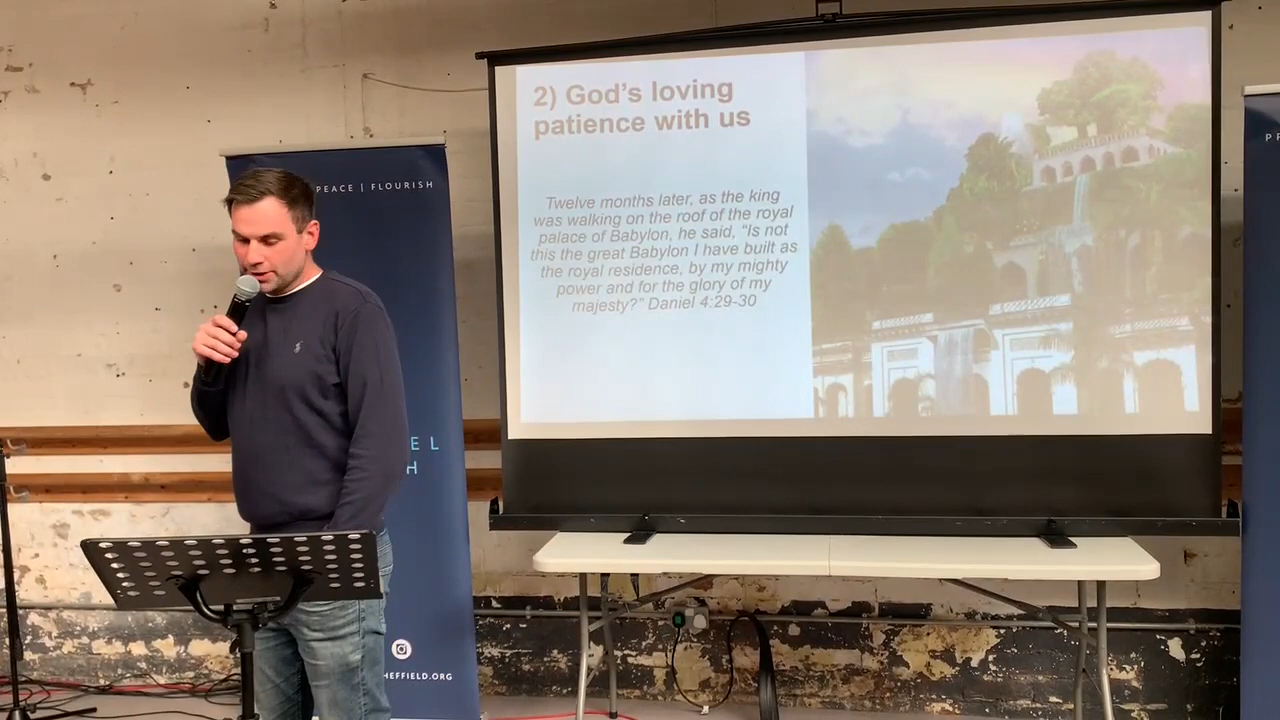 2) God's loving
patience with us
Twelve months later, as the king
was walking on the roof of the royal
palace of Babylon, he said, “Is not
this the great Babylon I have built as
the royal residence, by my mighty
power and for the glory of my
majesty?” Daniel 4:29-30
PEACE | FLOURISH
EL
H
HEFFIELD.ORG
P